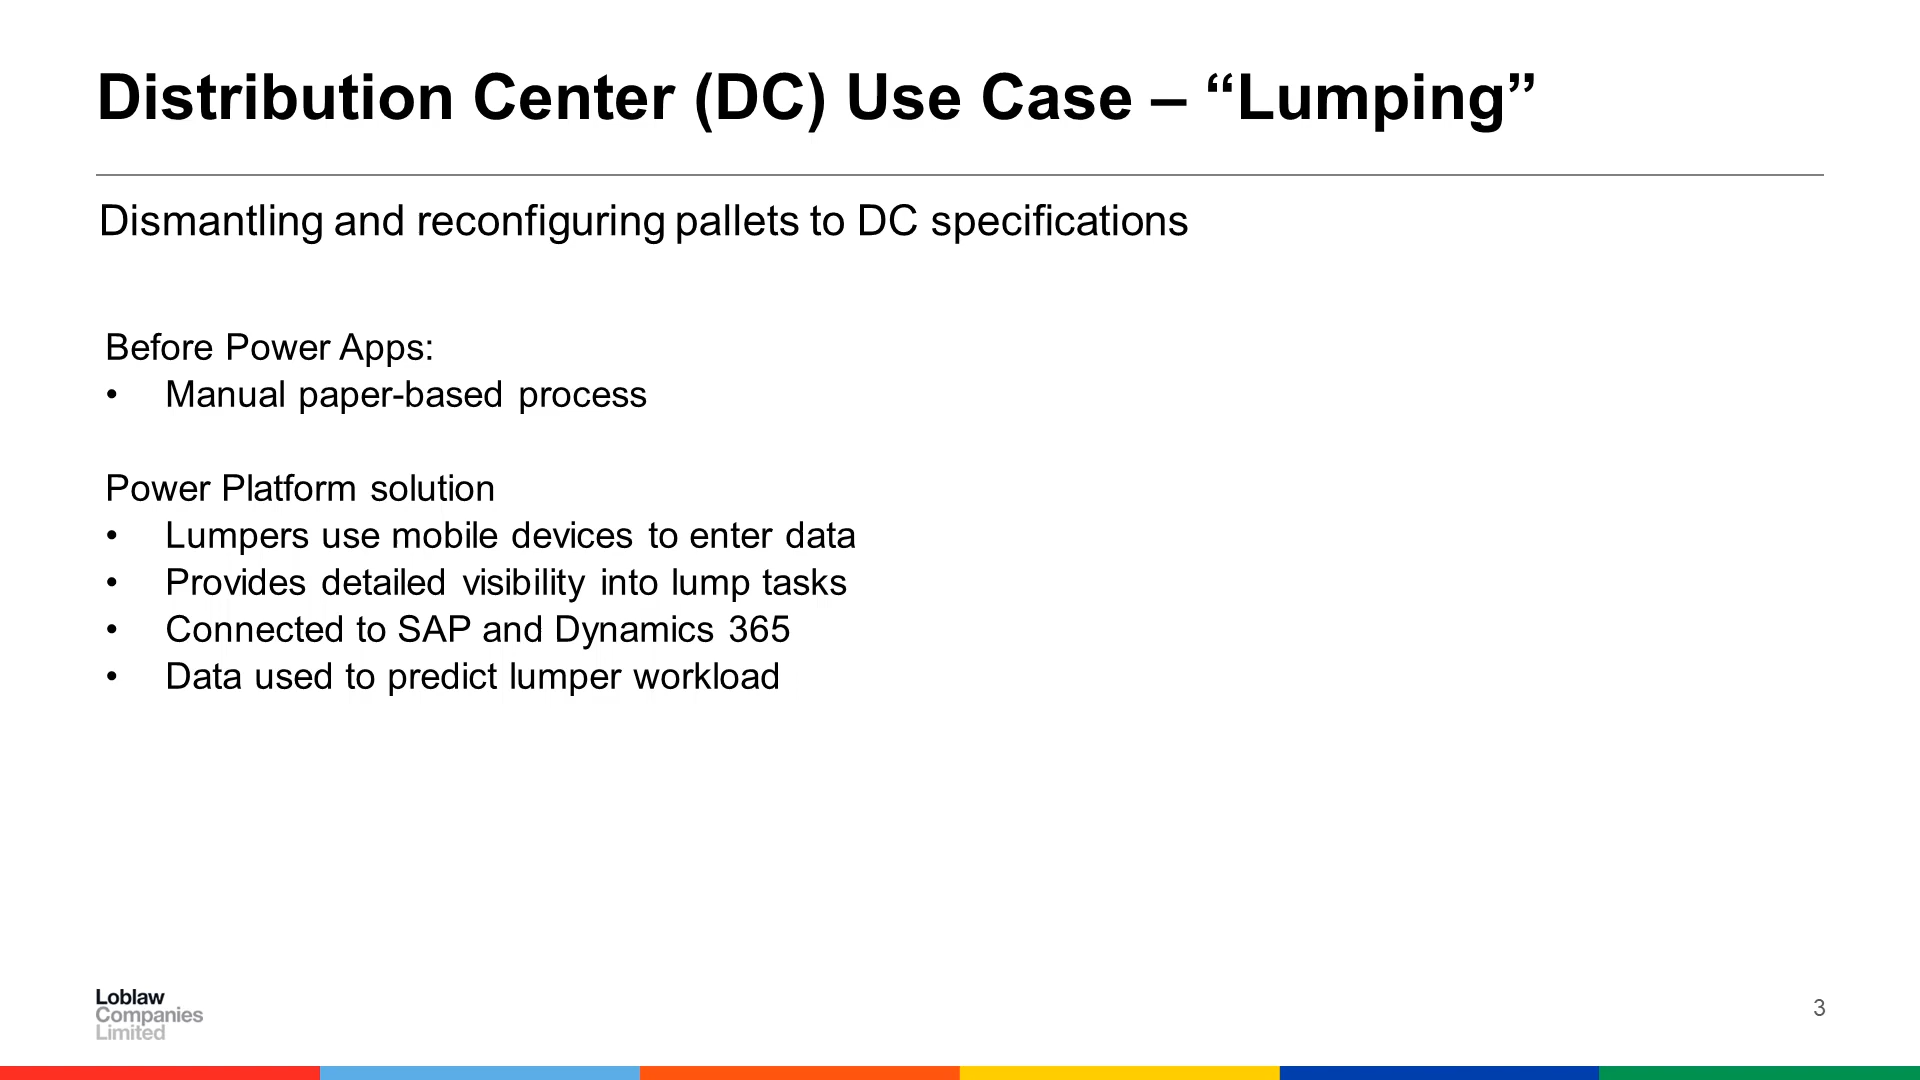 Distribution Center (DC) Use Case – “Lumping”
Dismantling and reconfiguring pallets to DC specifications
Before Power Apps:
• Manual paper-based process
Power Platform solution
• Lumpers use mobile devices to enter data
• Provides detailed visibility into lump tasks
• Connected to SAP and Dynamics 365
• Data used to predict lumper workload
Loblaw
Companies
Limited
3